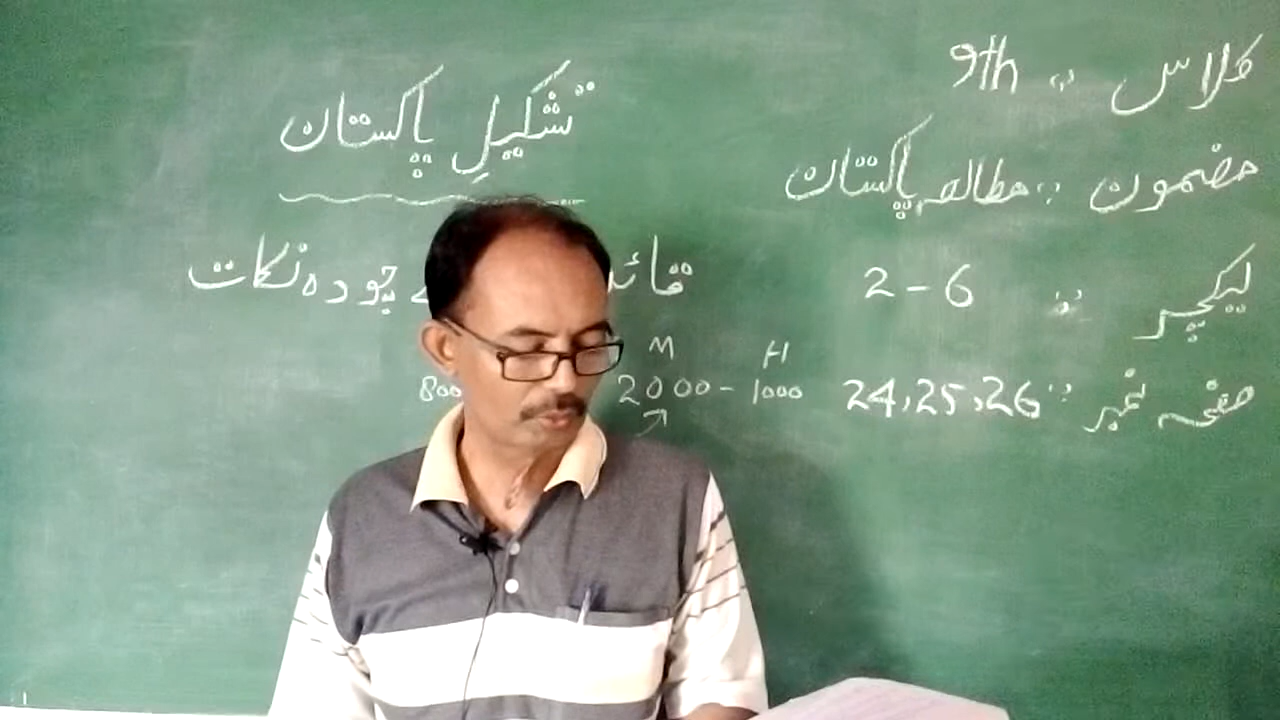 کلاس : 9th
مضمون : مطالعہ پاکستان
لیکچر : 2-6
صفحہ نمبر : 24,25,26
تشکیلِ پاکستان
چودہ نکات
M H
800 2000 - 1000